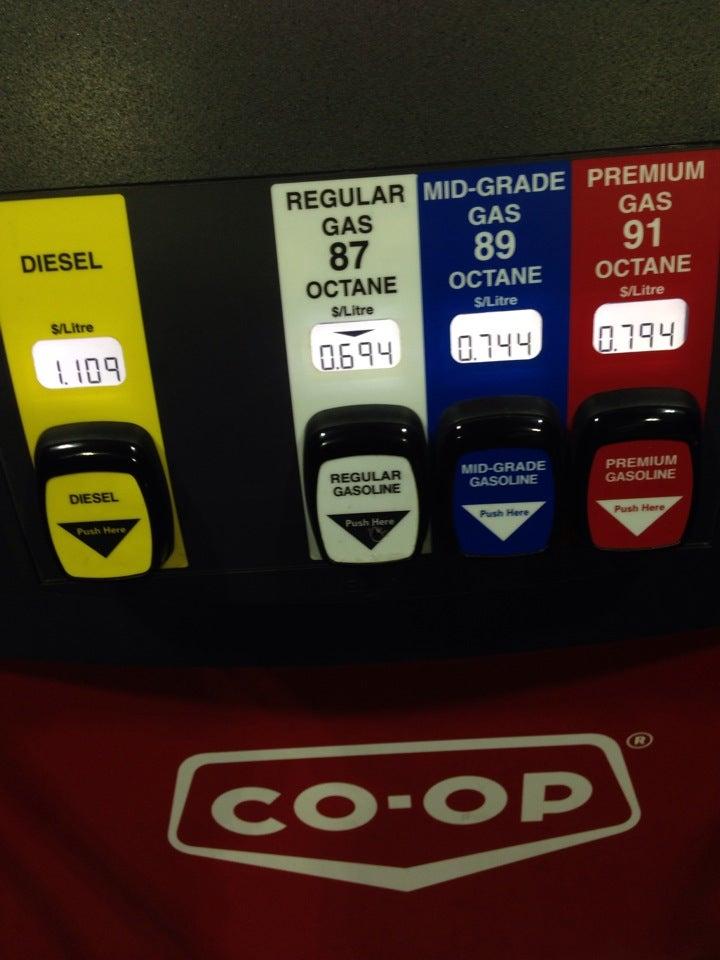 DIESEL
$/Litre
1.109
DIESEL
Push Here
REGULAR
GAS
87
OCTANE
$/Litre
0.694
REGULAR
GASOLINE
Push Here
MID-GRADE
GAS
89
OCTANE
$/Litre
0.744
MID-GRADE
GASOLINE
Push Here
PREMIUM
GAS
91
OCTANE
$/Litre
0.794
PREMIUM
GASOLINE
Push Here
CO-OP®